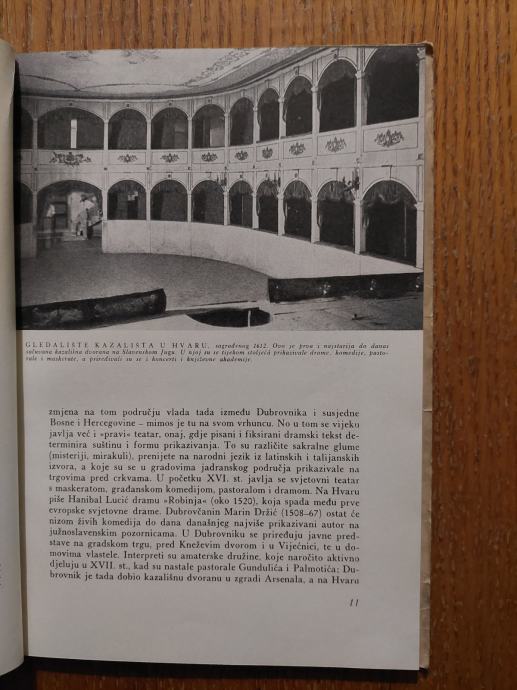 GLEDALIŠTE KAZALIŠTA U HVARU, sagrađenog 1612. Ovo je prva i najstarija do danas
sačuvana kazališna dvorana na Slavenskom Jugu. U njoj su se tijekom stoljeća prikazivale drame, komedije, pasto-
rale i maskerate, a priređivali su se i koncerti i književne akademije.
zmjena na tom području vlada tada između Dubrovnika i susjedne
Bosne i Hercegovine – mimos je tu na svom vrhuncu. No u tom se vijeku
javlja već i »pravi« teatar, onaj, gdje pisani i fiksirani dramski tekst de-
terminira suštinu i formu prikazivanja. To su različite sakralne glume
(misteriji, mirakuli), prenijete na narodni jezik iz latinskih i talijanskih
izvora, a koje su se u gradovima jadranskog područja prikazivale na
trgovima pred crkvama. U početku XVI. st. javlja se svjetovni teatar
s maskeratom, građanskom komedijom, pastoralom i dramom. Na Hvaru
piše Hanibal Lucić dramu »Robinja« (oko 1520), koja spada među prve
evropske svjetovne drame. Dubrovčanin Marin Držić (1508–67) ostat će
nizom živih komedija do dana današnjeg najviše prikazivani autor na
južnoslavenskim pozornicama. U Dubrovniku se priređuju javne pred-
stave na gradskom trgu, pred Kneževim dvorom i u Vijećnici, te u do-
movima vlastele. Interpreti su amaterske družine, koje naročito aktivno
djeluju u XVII. st., kad su nastale pastorale Gundulića i Palmotića; Du-
brovnik je tada dobio kazališnu dvoranu u zgradi Arsenala, a na Hvaru
11